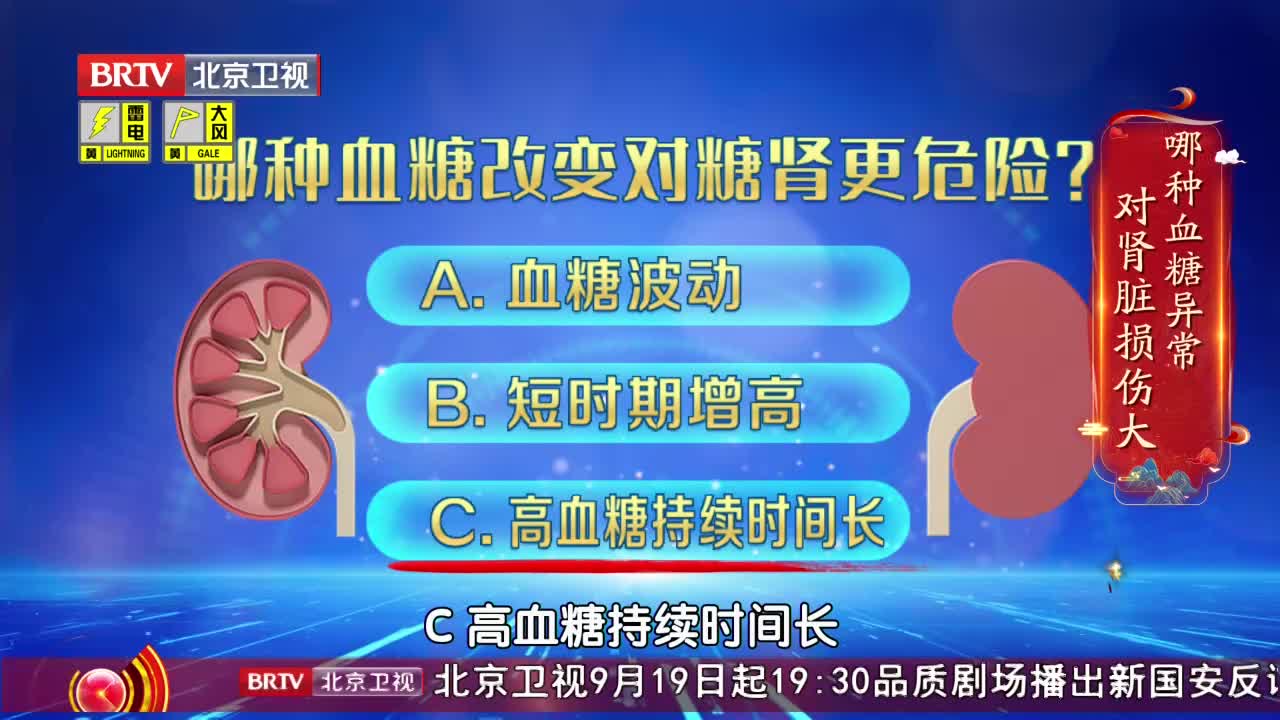 BRTV 北京卫视
雷电
黄 LIGHTNING
大风
黄 GALE
哪种血糖改变对糖肾更危险?
A. 血糖波动
B. 短时期增高
C. 高血糖持续时间长
哪种血糖异常
对肾脏损伤大
C 高血糖持续时间长
BRTV 北京卫视 北京卫视9月19日起19:30品质剧场播出新国安反